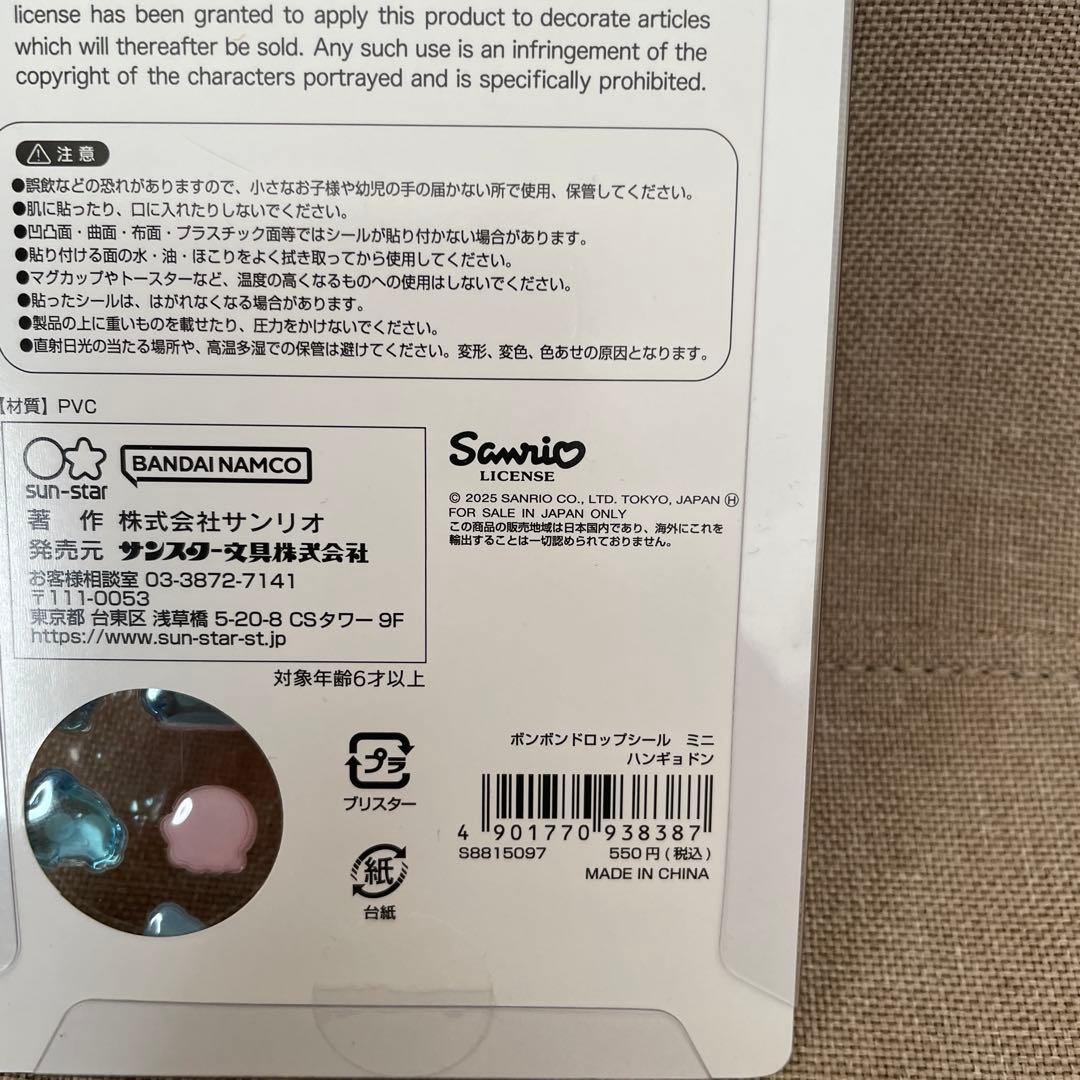 license has been granted to apply this product to decorate articles
which will thereafter be sold. Any such use is an infringement of the
copyright of the characters portrayed and is specifically prohibited.
注意
●誤飲などの恐れがありますので、小さなお子様や幼児の手の届かない所で使用、保管してください。
●肌に貼ったり、口に入れたりしないでください。
●凹凸面・曲面・布面・プラスチック面等ではシールが貼り付かない場合があります。
●貼り付ける面の水・油・ほこりをよく拭き取ってから使用してください。
●マグカップやトースターなど、温度の高くなるものへの使用はしないでください。
●貼ったシールは、はがれなくなる場合があります。
●製品の上に重いものを載せたり、圧力をかけないでください。
●直射日光の当たる場所や、高温多湿での保管は避けてください。変形、変色、色あせの原因となります。
【材質】PVC
sun-star
BANDAI NAMCO
著 作 株式会社サンリオ
発売元 サンスター文具株式会社
お客様相談室 03-3872-7141
〒111-0053
東京都 台東区 浅草橋 5-20-8 CSタワー 9F
https://www.sun-star-st.jp
Sanrio
LICENSE
© 2025 SANRIO CO., LTD. TOKYO, JAPAN Ⓗ
FOR SALE IN JAPAN ONLY
この商品の販売地域は日本国内であり、海外にこれを
輸出することは一切認められておりません。
対象年齢6才以上
プラ
ブリスター
紙
台紙
ボンボンドロップシール ミニ
ハンギョドン
4 901770 938387
S8815097 550円(税込)
MADE IN CHINA